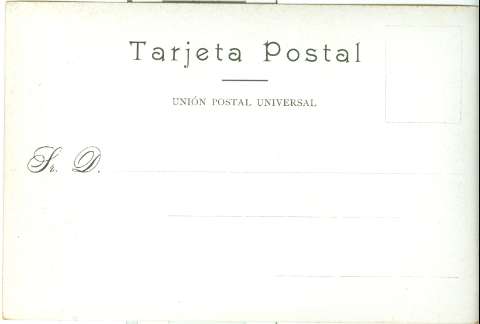 Tarjeta Postal
UNIÓN POSTAL UNIVERSAL
Sr. D.